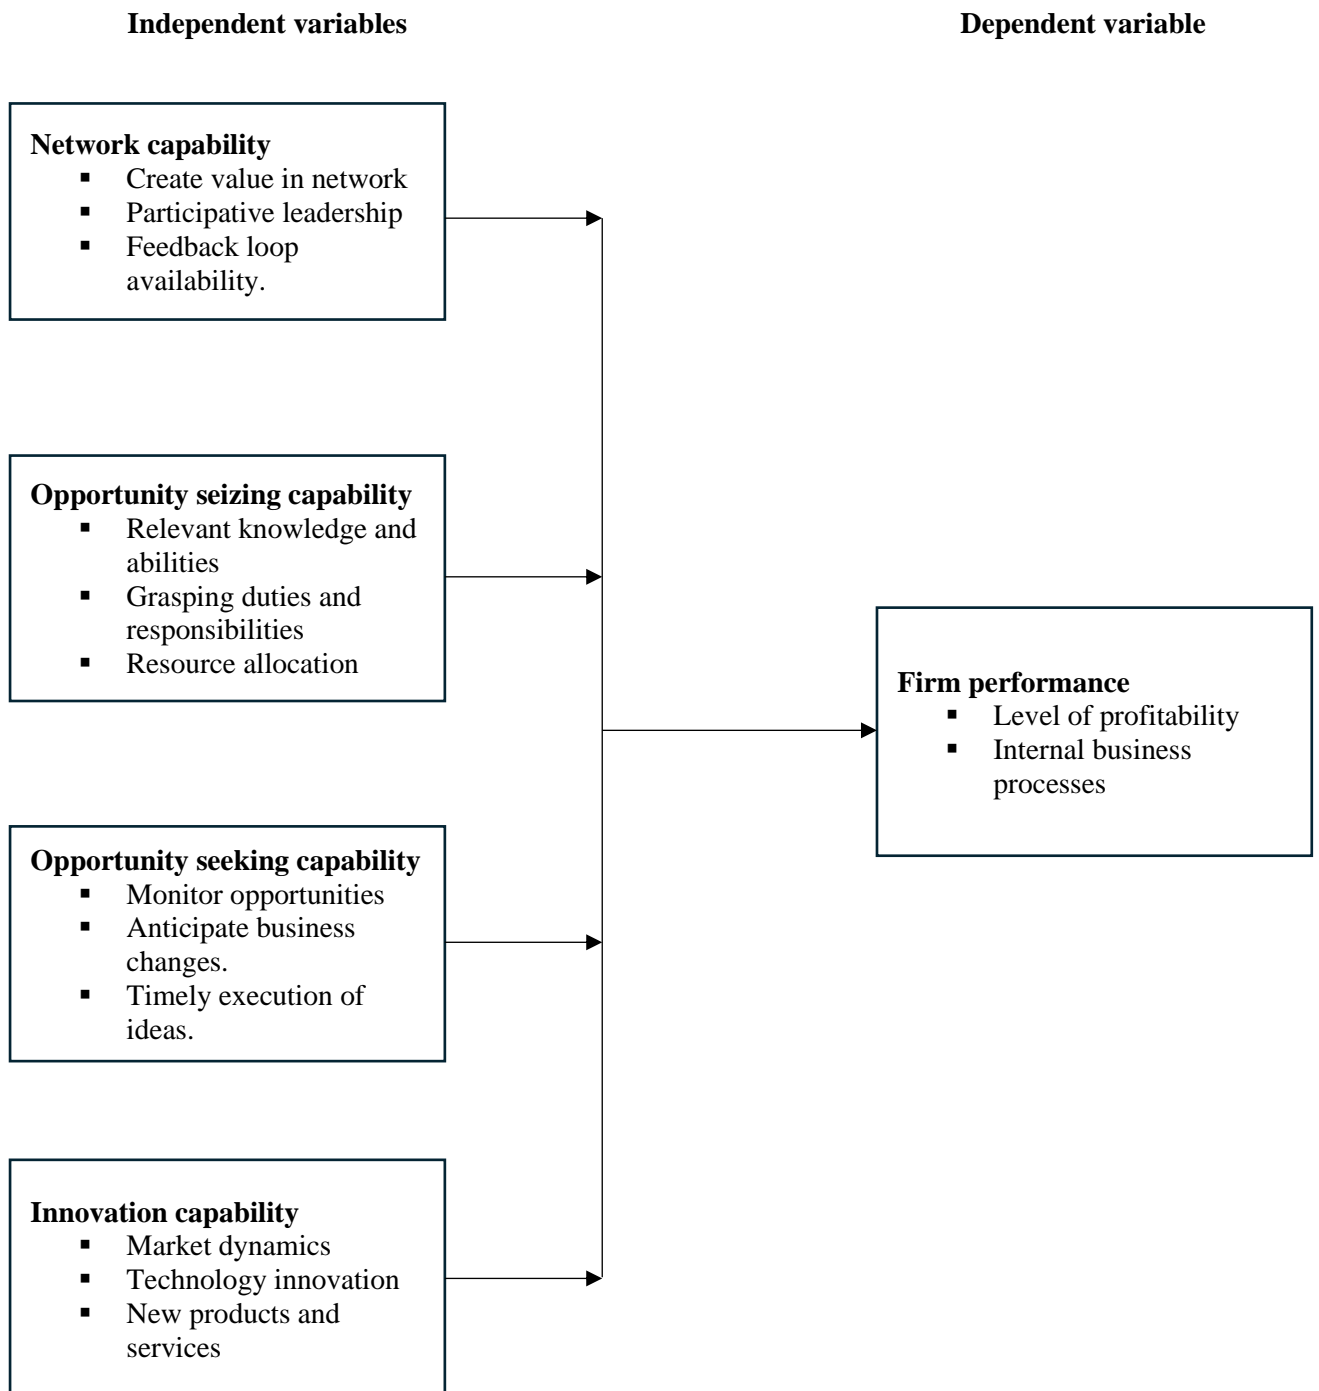 Independent variables
Dependent variable
Network capability
▪ Create value in network
▪ Participative leadership
▪ Feedback loop
availability.
Opportunity seizing capability
▪ Relevant knowledge and
abilities
▪ Grasping duties and
responsibilities
▪ Resource allocation
Opportunity seeking capability
▪ Monitor opportunities
▪ Anticipate business
changes.
▪ Timely execution of
ideas.
Innovation capability
▪ Market dynamics
▪ Technology innovation
▪ New products and
services
Firm performance
▪ Level of profitability
▪ Internal business
processes